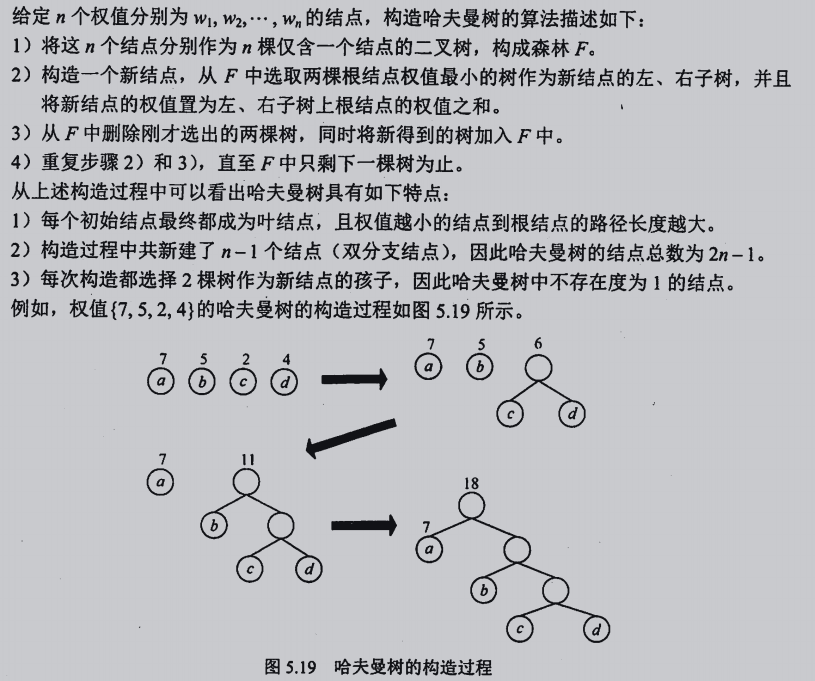 给定 n 个权值分别为 w₁, w₂, ⋯, wₙ 的结点，构造哈夫曼树的算法描述如下：
1）将这 n 个结点分别作为 n 棵仅含一个结点的二叉树，构成森林 F。
2）构造一个新结点，从 F 中选取两棵根结点权值最小的树作为新结点的左、右子树，并且
将新结点的权值置为左、右子树上根结点的权值之和。
3）从 F 中删除刚才选出的两棵树，同时将新得到的树加入 F 中。
4）重复步骤 2）和 3），直至 F 中只剩下一棵树为止。
从上述构造过程中可以看出哈夫曼树具有如下特点：
1）每个初始结点最终都成为叶结点，且权值越小的结点到根结点的路径长度越大。
2）构造过程中共新建了 n－1 个结点（双分支结点），因此哈夫曼树的结点总数为 2n－1。
3）每次构造都选择 2 棵树作为新结点的孩子，因此哈夫曼树中不存在度为 1 的结点。
例如，权值{7, 5, 2, 4}的哈夫曼树的构造过程如图 5.19 所示。
7 5 2 4
a b c d
7 5 6
a b
c d
7 11
a
b
c d
18
7
a
b
c d
图 5.19 哈夫曼树的构造过程